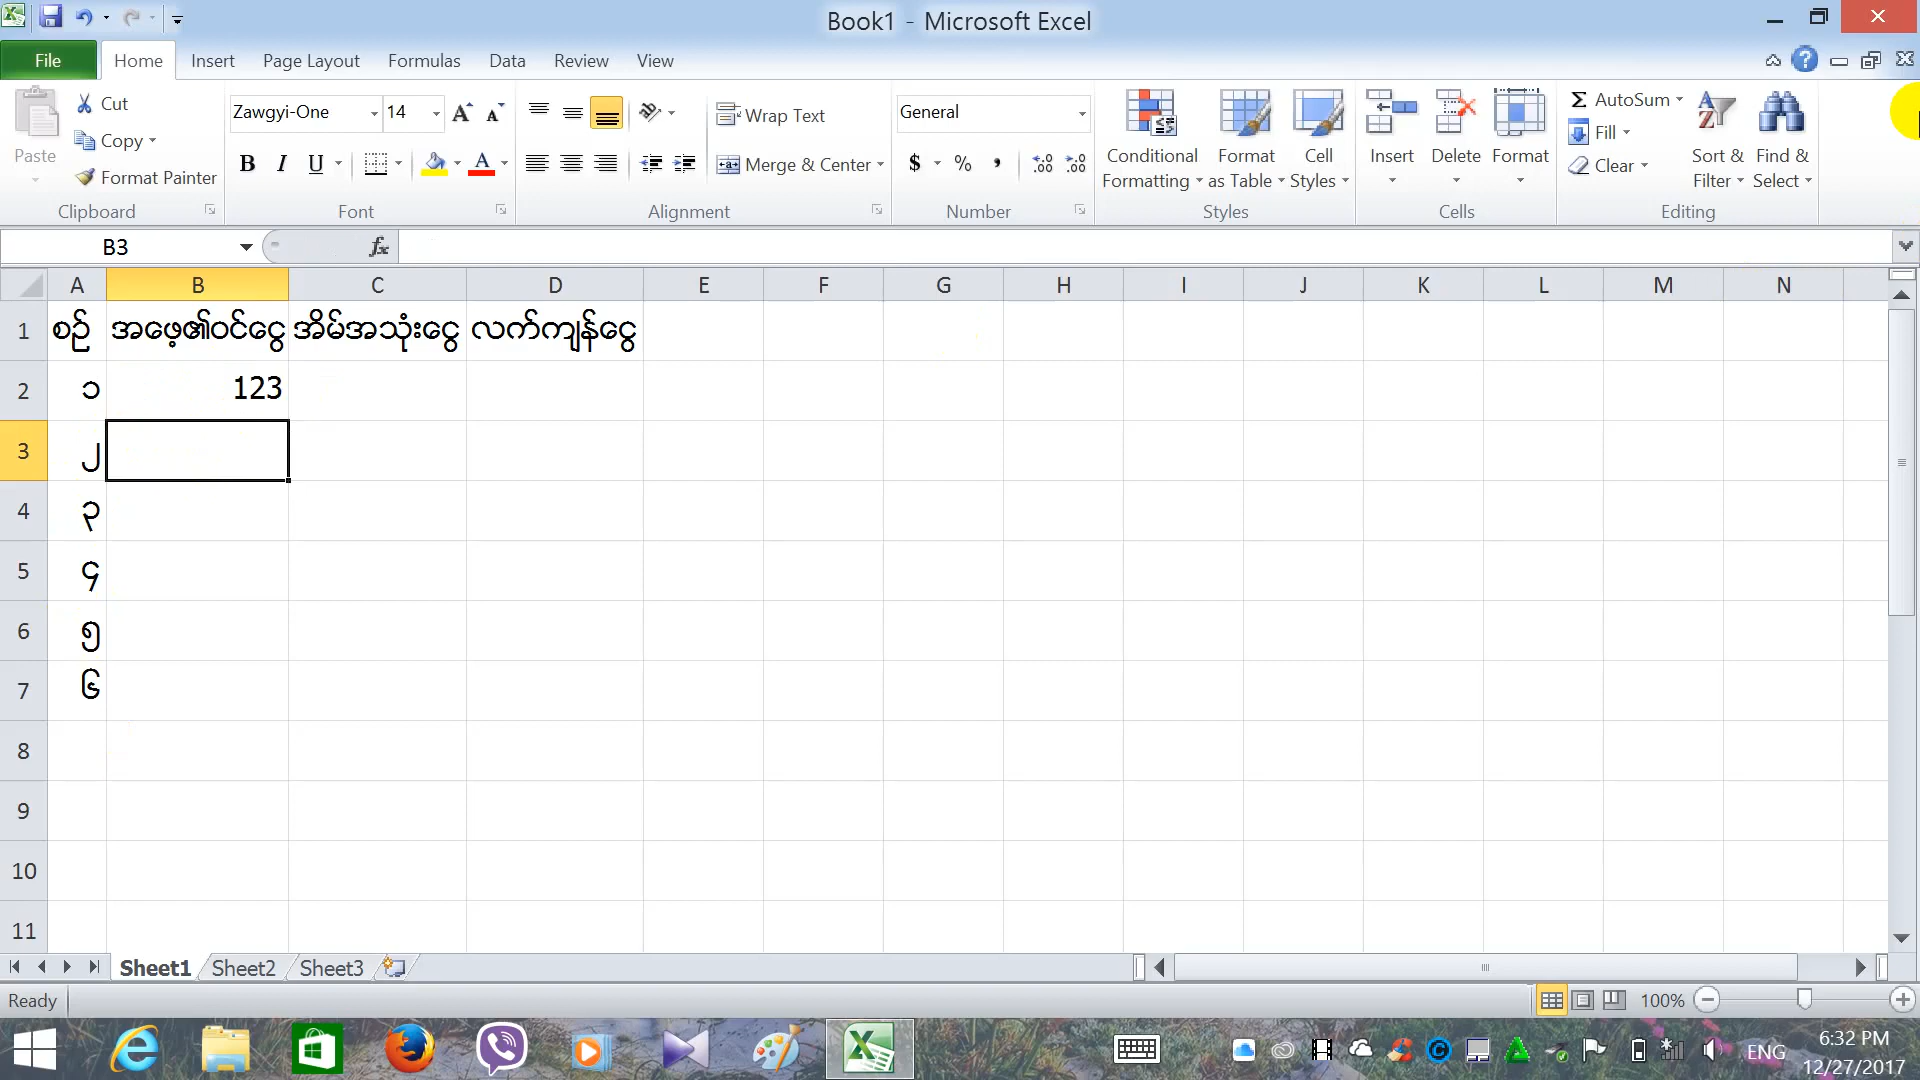 Book1 - Microsoft Excel
File Home Insert Page Layout Formulas Data Review View
Paste
Cut
Copy
Format Painter
Clipboard
Zawgyi-One 14
B I U
Font
Wrap Text
Merge & Center
Alignment
General
$ % ,
Number
Conditional Formatting
Format as Table
Cell Styles
Styles
Insert Delete Format
Cells
AutoSum
Fill
Clear
Sort & Filter
Find & Select
Editing
B3 fx
A B C D E F G H I J K L M N
1 စဉ် အဖေ့၏ဝင်ငွေ အိမ်အသုံးငွေ လက်ကျန်ငွေ
2 ၁ 123
3 ၂
4 ၃
5 ၄
6 ၅
7 ၆
8
9
10
11
Sheet1 Sheet2 Sheet3
Ready 100%
ENG 6:32 PM
12/27/2017